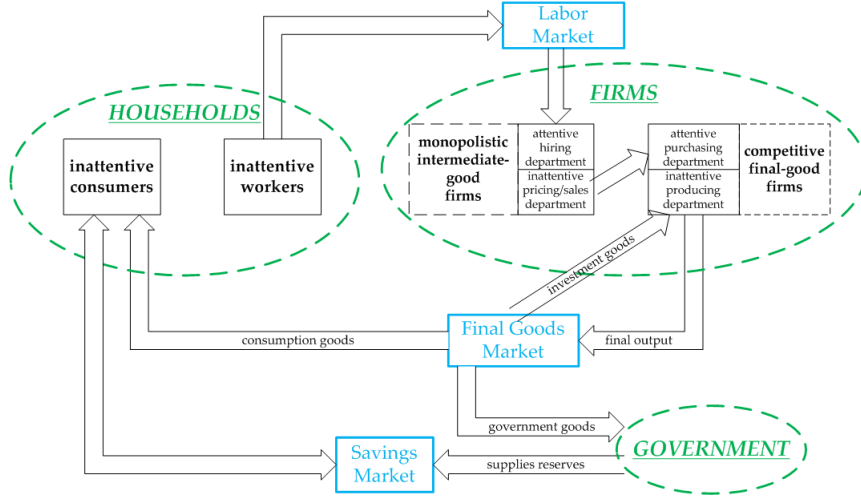 Labor
Market
HOUSEHOLDS
FIRMS
inattentive
consumers
inattentive
workers
monopolistic
intermediate-
good
firms
attentive
hiring
department
inattentive
pricing/sales
department
attentive
purchasing
department
inattentive
producing
department
competitive
final-good
firms
investment goods
consumption goods
Final Goods
Market
final output
government goods
GOVERNMENT
Savings
Market
supplies reserves